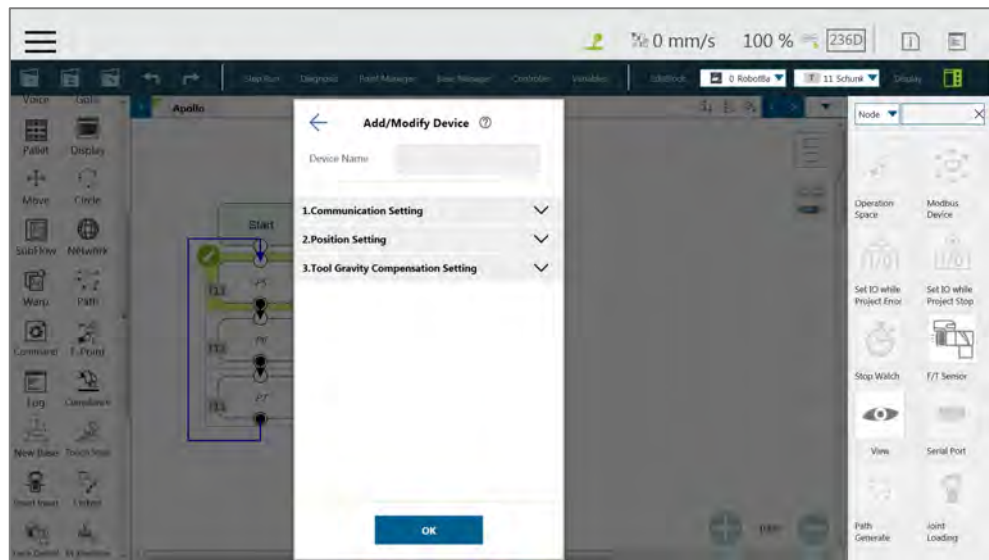 0 mm/s 100 % 236D
Step Run Diagnosis Point Manager Base Manager Controller Variables EditBlock 0 RobotBa 11 Schunk Display
Voice Goto
Apollo
Pallet Display
Move Circle
SubFlow Network
Warp Path
Command F-Point
Log Compliance
New Base Touch Stop
Smart Insert
Start
P5
P7
Add/Modify Device
Device Name
1.Communication Setting
2.Position Setting
3.Tool Gravity Compensation Setting
OK
Node
Operation Space
Modbus Device
Set IO while Project Error
Set IO while Project Stop
Stop Watch
F/T Sensor
View
Serial Port
Path Generate
Joint Loading